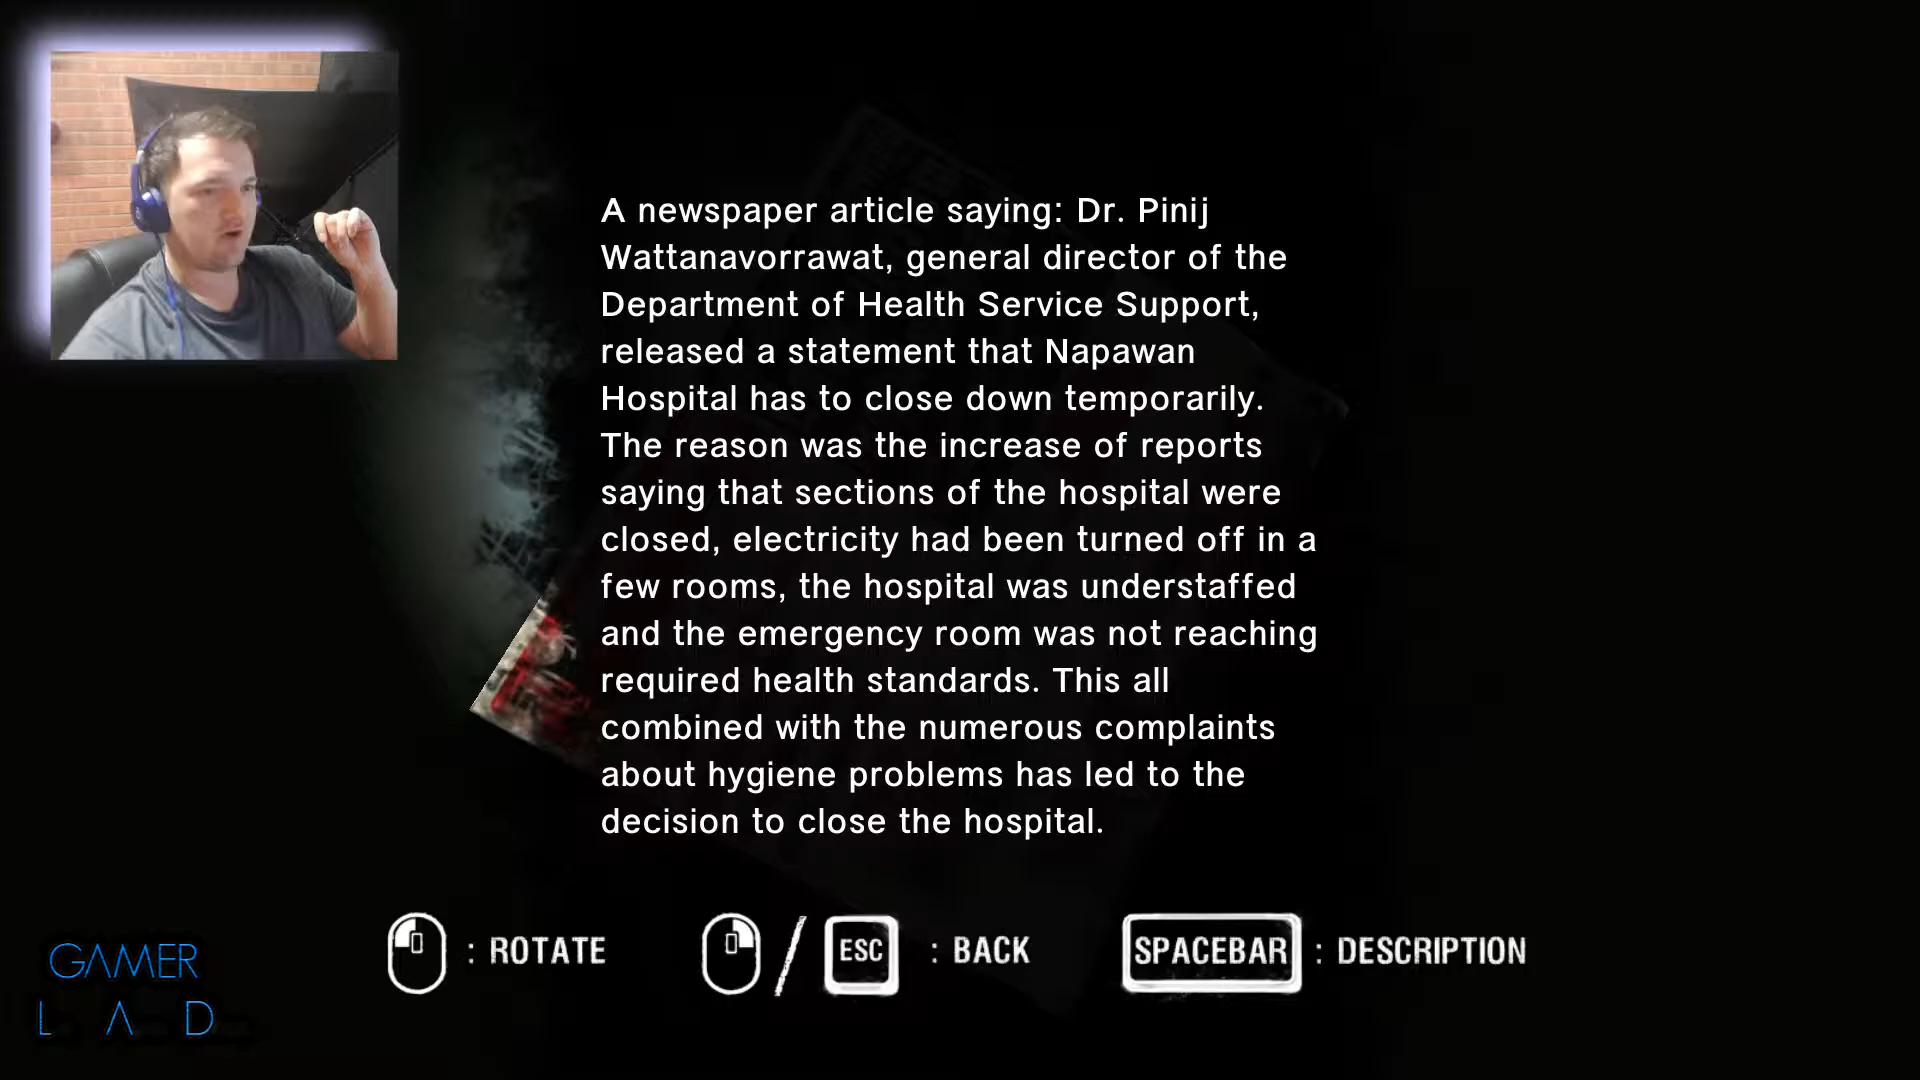 A newspaper article saying: Dr. Pinij
Wattanavorrawat, general director of the
Department of Health Service Support,
released a statement that Napawan
Hospital has to close down temporarily.
The reason was the increase of reports
saying that sections of the hospital were
closed, electricity had been turned off in a
few rooms, the hospital was understaffed
and the emergency room was not reaching
required health standards. This all
combined with the numerous complaints
about hygiene problems has led to the
decision to close the hospital.
: ROTATE
/ ESC : BACK
SPACEBAR : DESCRIPTION
GAMER
L A D